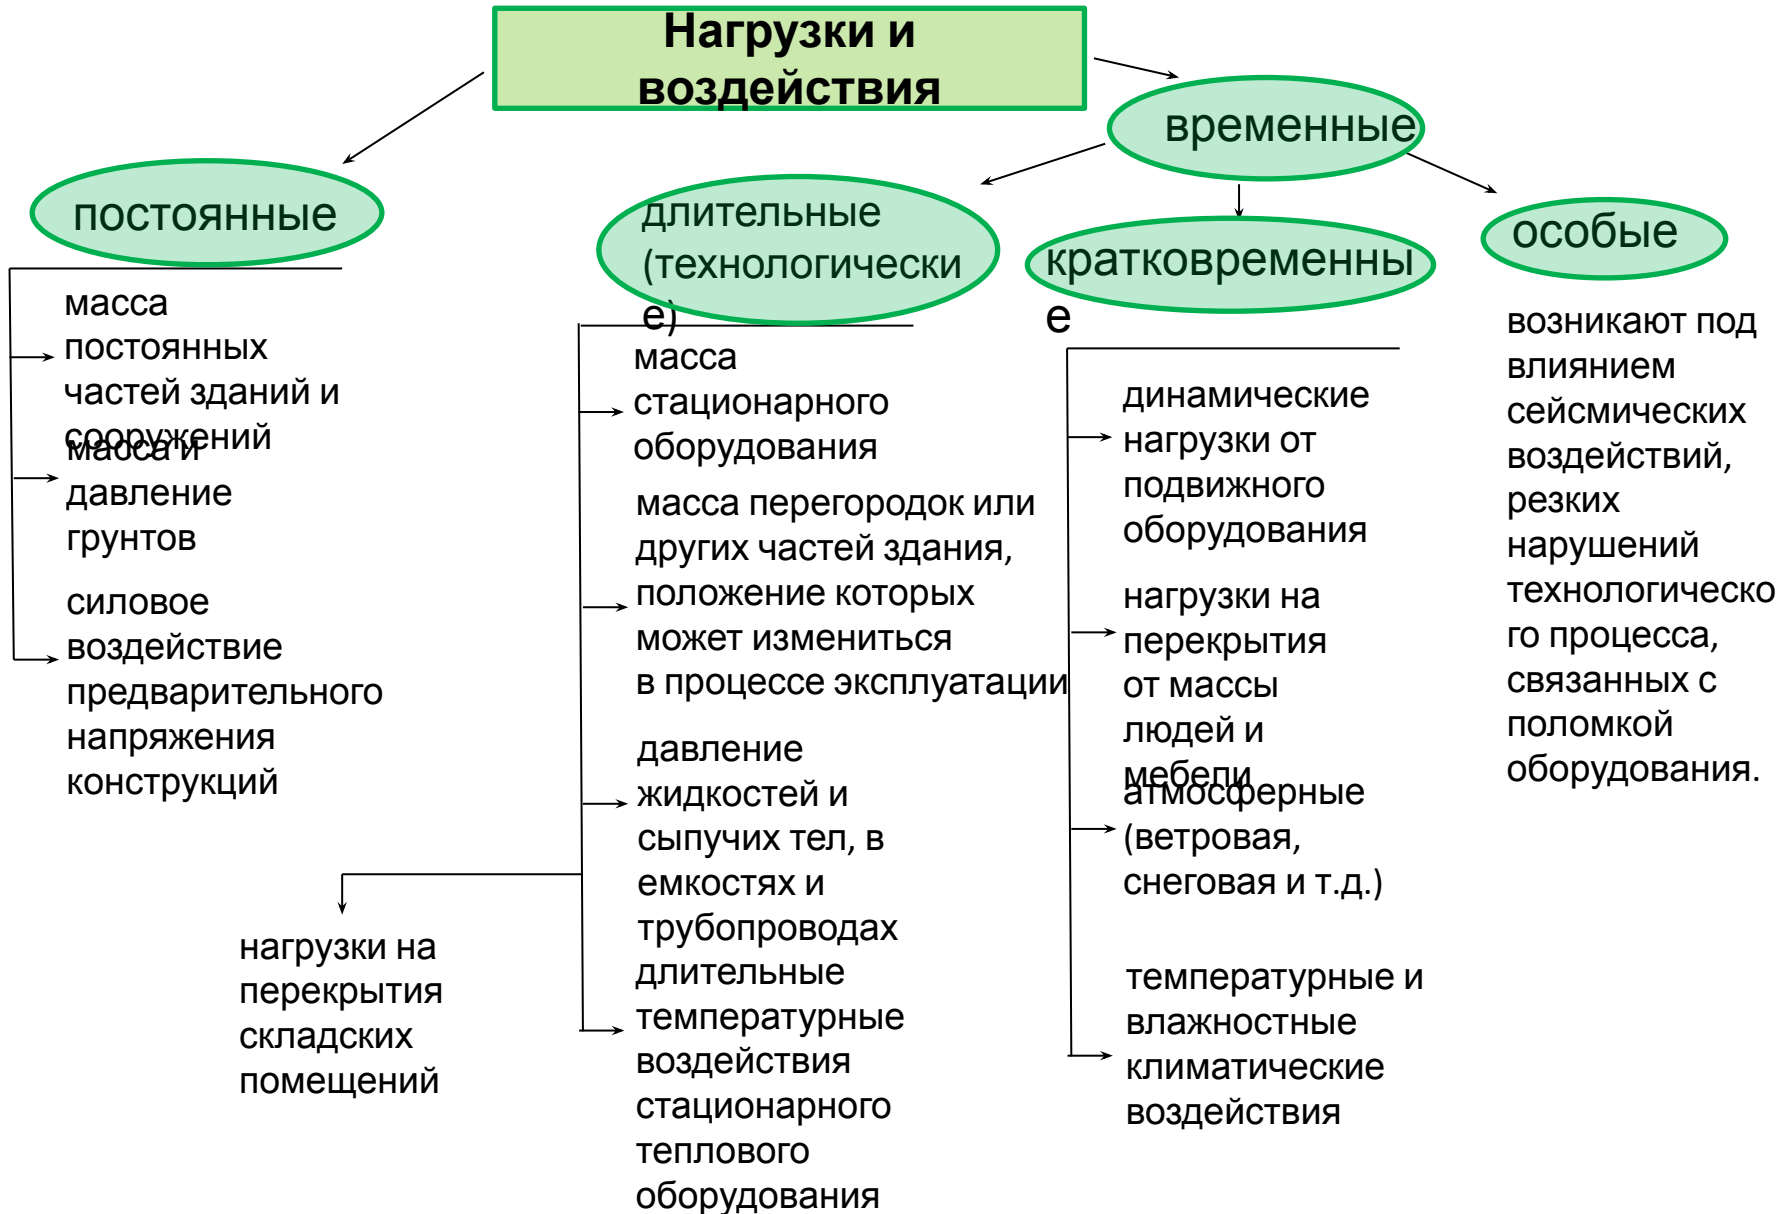 Нагрузки и
воздействия
временные
постоянные
длительные
(технологически
е)
кратковременны
е
особые
масса
постоянных
частей зданий и
сооружений
масса и
давление
грунтов
силовое
воздействие
предварительного
напряжения
конструкций
масса
стационарного
оборудования
масса перегородок или
других частей здания,
положение которых
может измениться
в процессе эксплуатации
давление
жидкостей и
сыпучих тел, в
емкостях и
трубопроводах
длительные
температурные
воздействия
стационарного
теплового
оборудования
нагрузки на
перекрытия
складских
помещений
динамические
нагрузки от
подвижного
оборудования
нагрузки на
перекрытия
от массы
людей и
мебели
атмосферные
(ветровая,
снеговая и т.д.)
температурные и
влажностные
климатические
воздействия
возникают под
влиянием
сейсмических
воздействий,
резких
нарушений
технологическо
го процесса,
связанных с
поломкой
оборудования.